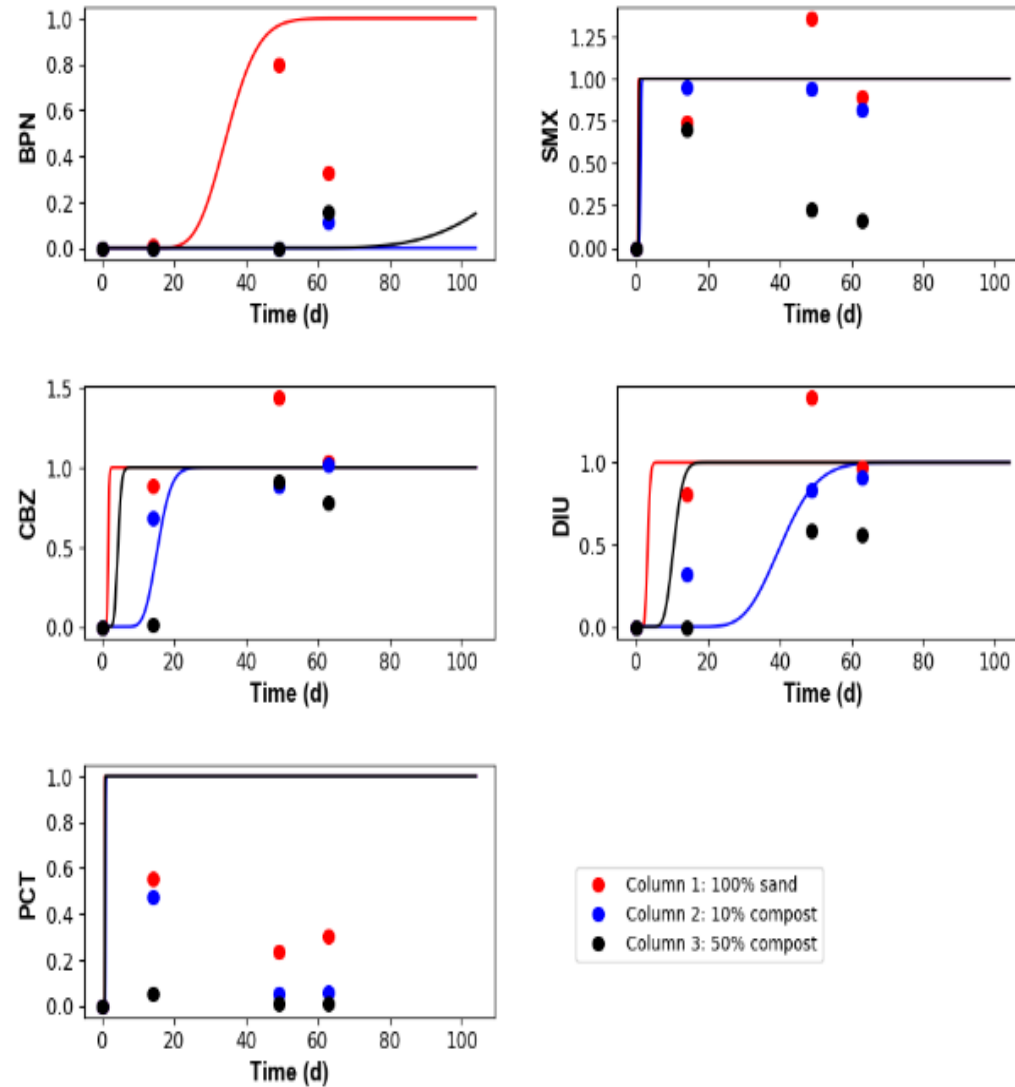 BPN
1.0
0.8
0.6
0.4
0.2
0.0
0 20 40 60 80 100
Time (d)
SMX
1.25
1.00
0.75
0.50
0.25
0.00
0 20 40 60 80 100
Time (d)
CBZ
1.5
1.0
0.5
0.0
0 20 40 60 80 100
Time (d)
DIU
1.0
0.5
0.0
0 20 40 60 80 100
Time (d)
PCT
1.0
0.8
0.6
0.4
0.2
0.0
0 20 40 60 80 100
Time (d)
Column 1: 100% sand
Column 2: 10% compost
Column 3: 50% compost